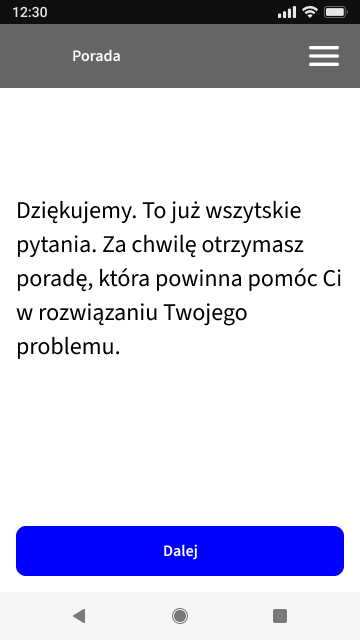 12:30
Porada
Dziękujemy. To już wszytskie
pytania. Za chwilę otrzymasz
poradę, która powinna pomóc Ci
w rozwiązaniu Twojego
problemu.
Dalej